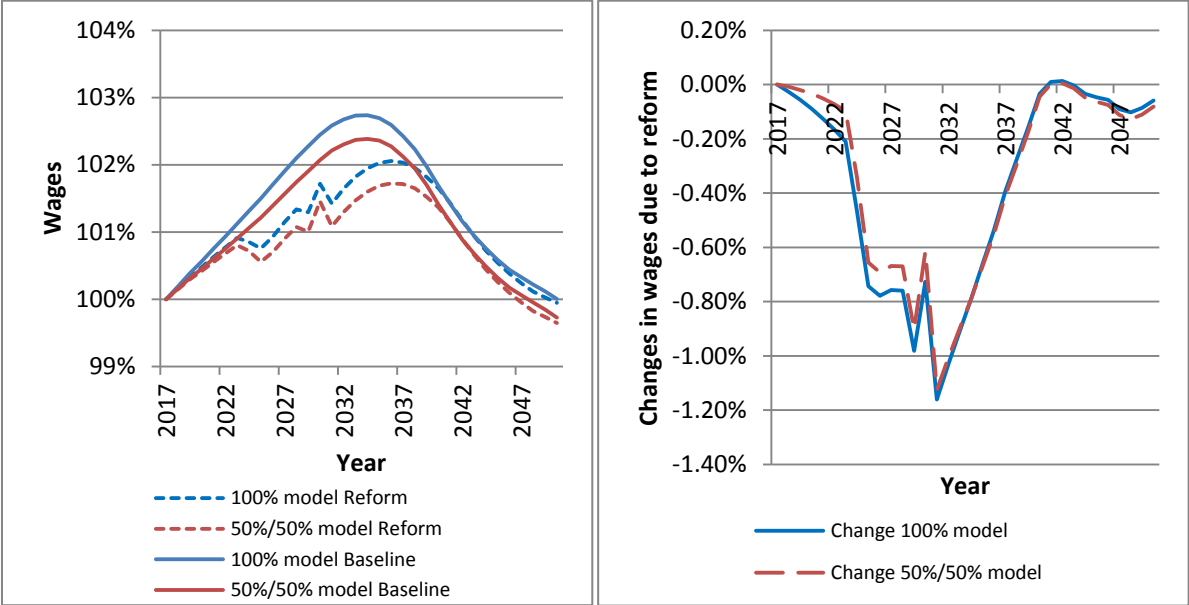 104%
103%
102%
101%
100%
99%
Wages
2017
2022
2027
2032
2037
2042
2047
Year
100% model Reform
50%/50% model Reform
100% model Baseline
50%/50% model Baseline
0.20%
0.00%
-0.20%
-0.40%
-0.60%
-0.80%
-1.00%
-1.20%
-1.40%
Changes in wages due to reform
2017
2022
2027
2032
2037
2042
2047
Year
Change 100% model
Change 50%/50% model